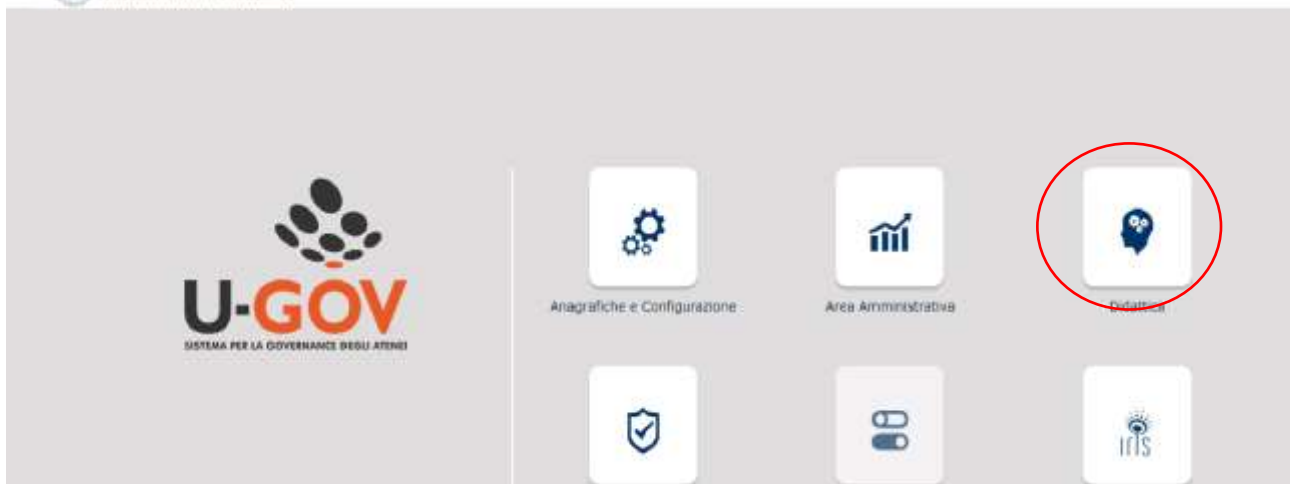 U-GOV
SISTEMA PER LA GOVERNANCE DEGLI ATENEI
Anagrafiche e Configurazione
Area Amministrativa
Didattica
IRIS